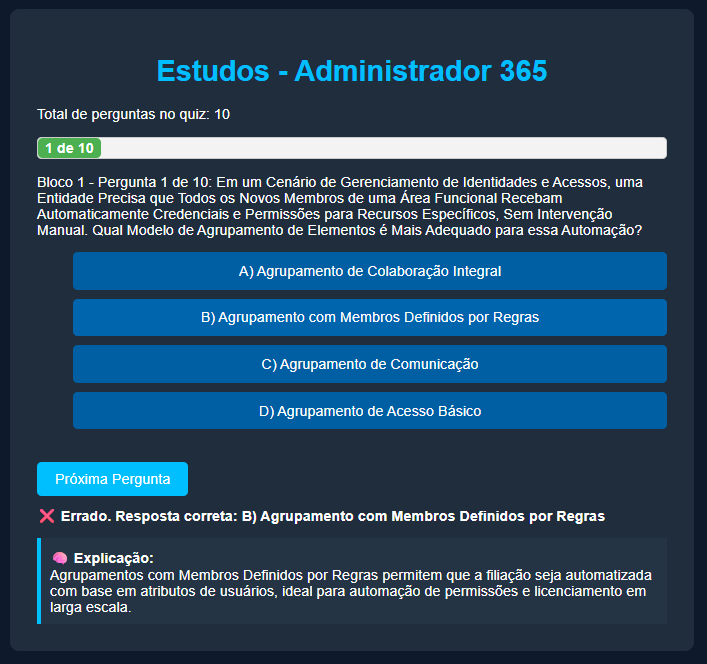 Estudos - Administrador 365
Total de perguntas no quiz: 10
1 de 10
Bloco 1 - Pergunta 1 de 10: Em um Cenário de Gerenciamento de Identidades e Acessos, uma
Entidade Precisa que Todos os Novos Membros de uma Área Funcional Recebam
Automaticamente Credenciais e Permissões para Recursos Específicos, Sem Intervenção
Manual. Qual Modelo de Agrupamento de Elementos é Mais Adequado para essa Automação?
A) Agrupamento de Colaboração Integral
B) Agrupamento com Membros Definidos por Regras
C) Agrupamento de Comunicação
D) Agrupamento de Acesso Básico
Próxima Pergunta
❌ Errado. Resposta correta: B) Agrupamento com Membros Definidos por Regras
🧠 Explicação:
Agrupamentos com Membros Definidos por Regras permitem que a filiação seja automatizada
com base em atributos de usuários, ideal para automação de permissões e licenciamento em
larga escala.